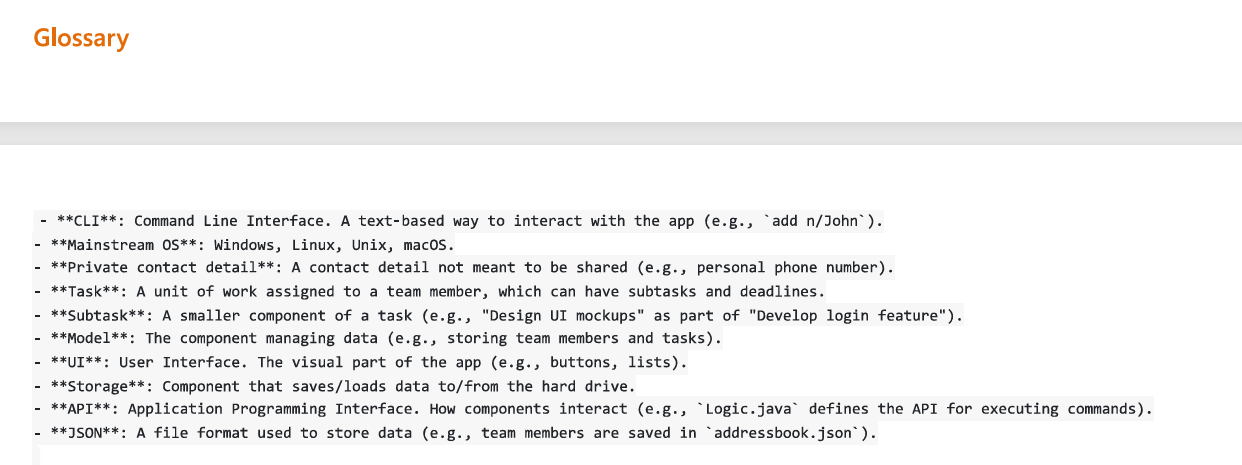 Glossary
- **CLI**: Command Line Interface. A text-based way to interact with the app (e.g., `add n/John`).
- **Mainstream OS**: Windows, Linux, Unix, macOS.
- **Private contact detail**: A contact detail not meant to be shared (e.g., personal phone number).
- **Task**: A unit of work assigned to a team member, which can have subtasks and deadlines.
- **Subtask**: A smaller component of a task (e.g., "Design UI mockups" as part of "Develop login feature").
- **Model**: The component managing data (e.g., storing team members and tasks).
- **UI**: User Interface. The visual part of the app (e.g., buttons, lists).
- **Storage**: Component that saves/loads data to/from the hard drive.
- **API**: Application Programming Interface. How components interact (e.g., `Logic.java` defines the API for executing commands).
- **JSON**: A file format used to store data (e.g., team members are saved in `addressbook.json`).